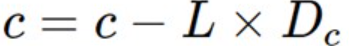 c = c − L × D_c